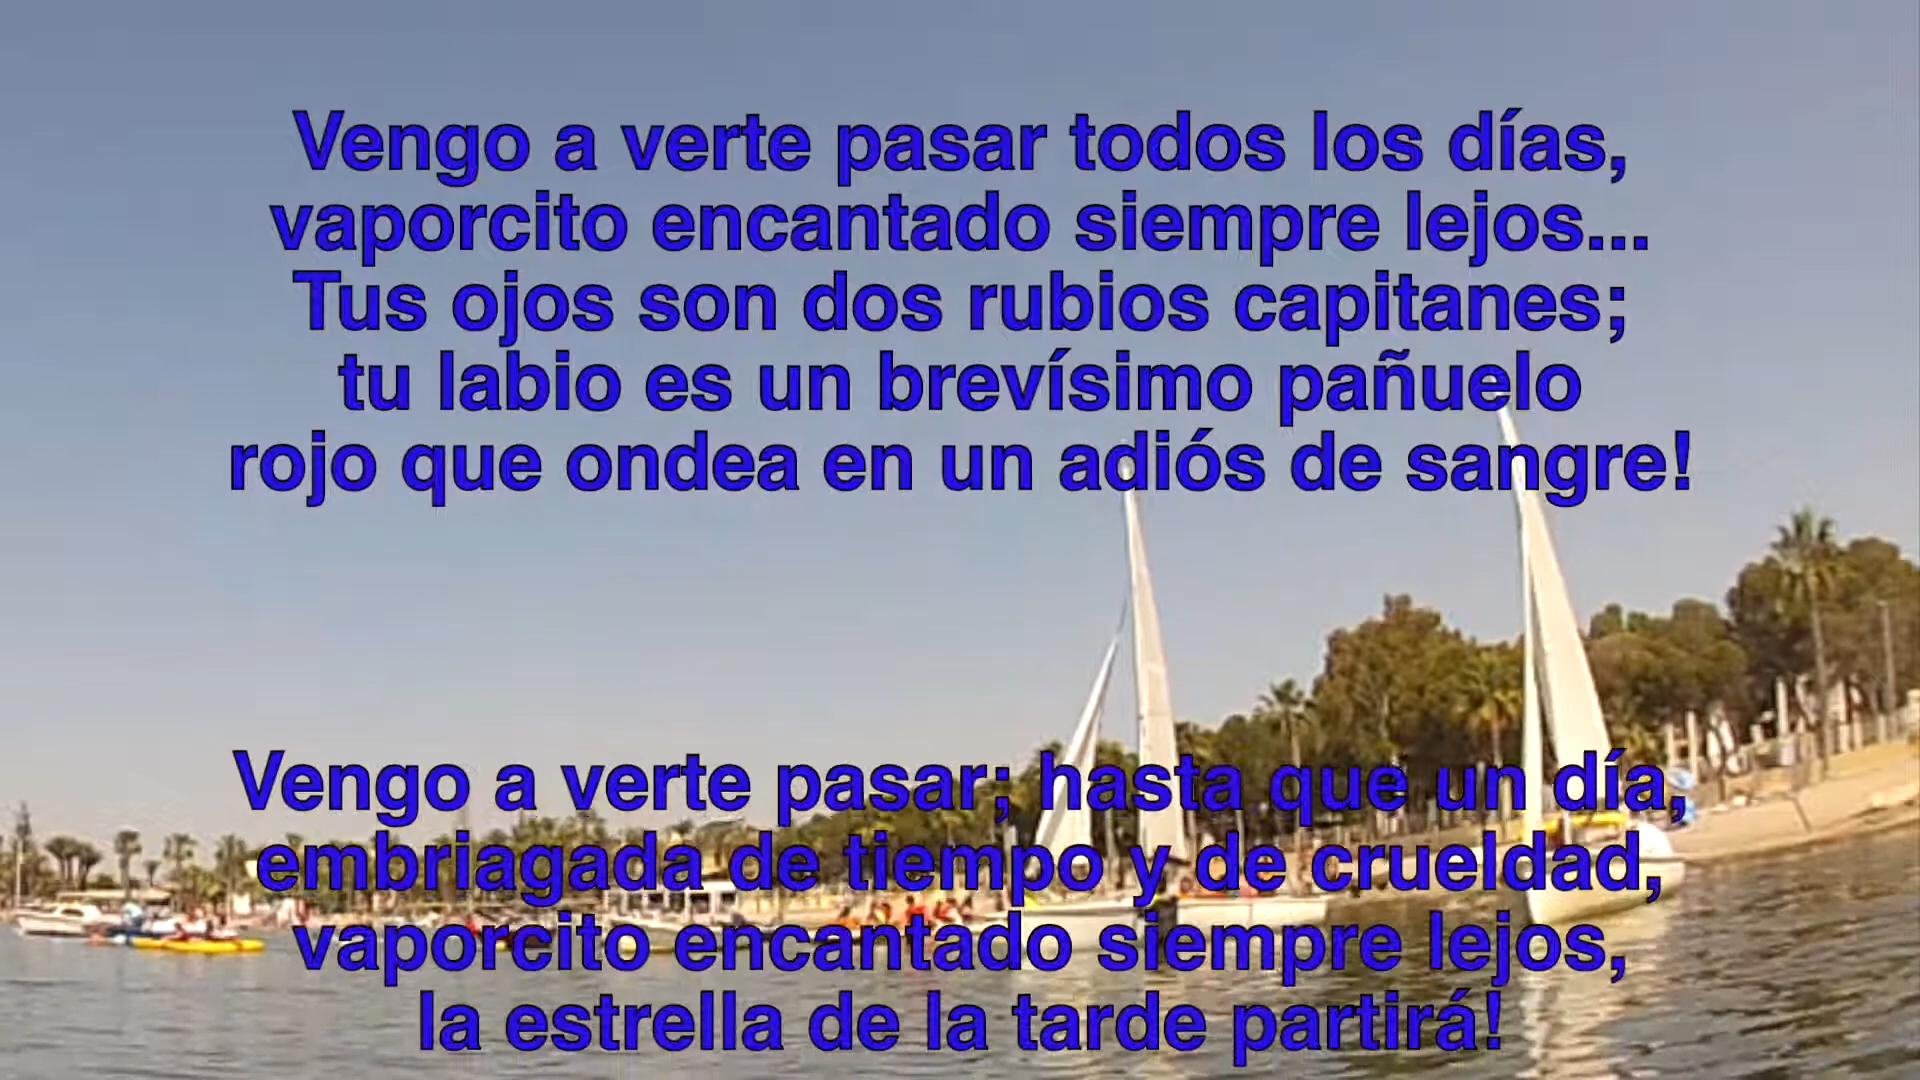 Vengo a verte pasar todos los días,
vaporcito encantado siempre lejos...
Tus ojos son dos rubios capitanes;
tu labio es un brevísimo pañuelo
rojo que ondea en un adiós de sangre!
Vengo a verte pasar; hasta que un día,
embriagada de tiempo y de crueldad,
vaporcito encantado siempre lejos,
la estrella de la tarde partirá!